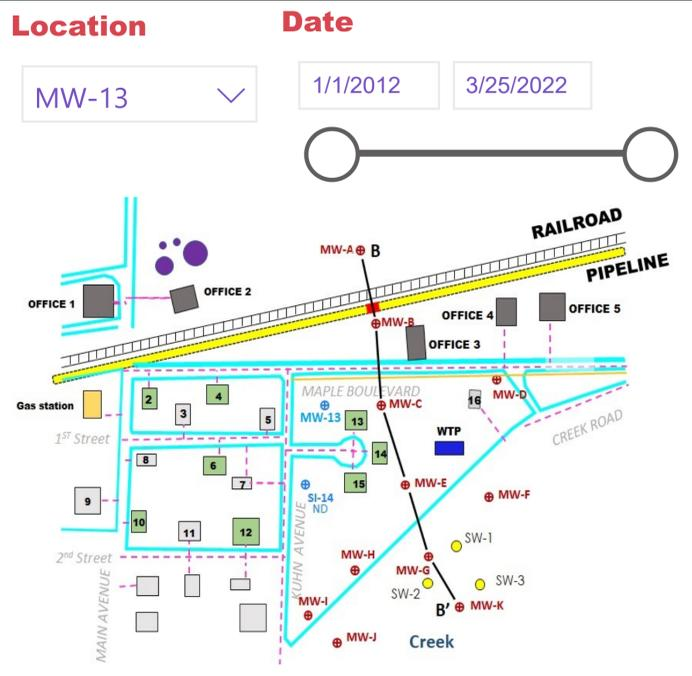 Location
Date
MW-13
1/1/2012
3/25/2022
RAILROAD
MW-A
B
PIPELINE
OFFICE 1
OFFICE 2
OFFICE 4
OFFICE 5
MW-B
OFFICE 3
Gas station
2
4
3
5
MAPLE BOULEVARD
MW-13
13
MW-C
16
MW-D
CREEK ROAD
1ST Street
WTP
14
8
6
7
15
MW-E
9
SI-14
ND
MW-F
10
11
12
KUHN AVENUE
SW-1
2nd Street
MW-H
MW-G
SW-2
SW-3
MAIN AVENUE
MW-I
B'
MW-K
MW-J
Creek